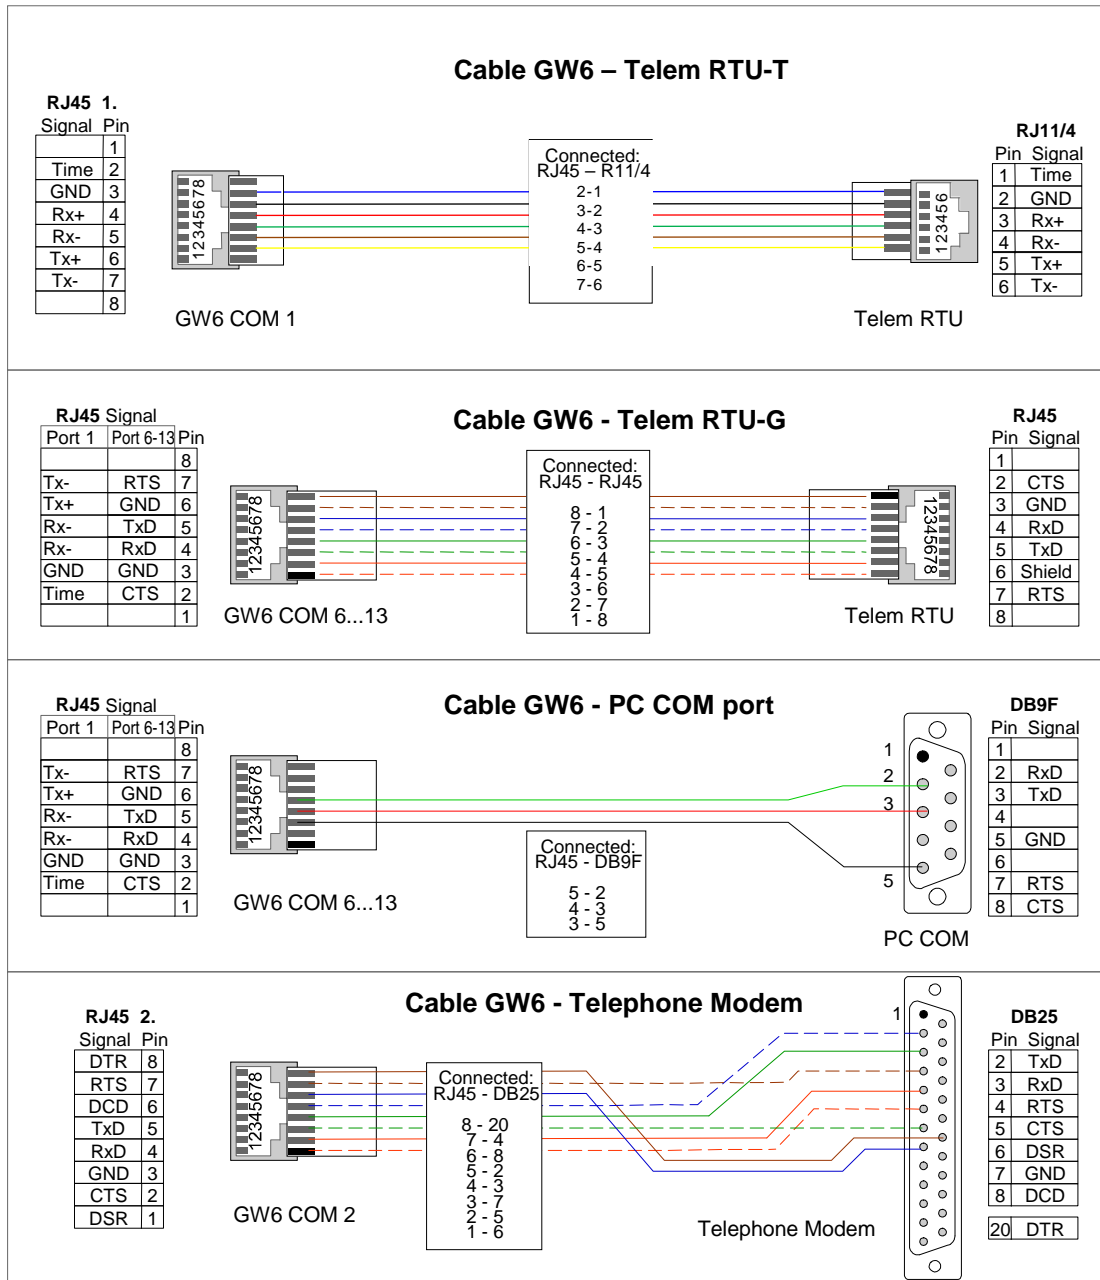 Cable GW6 – Telem RTU-T
RJ45 1.
Signal Pin
1
Time 2
GND 3
Rx+ 4
Rx- 5
Tx+ 6
Tx- 7
8
12345678
GW6 COM 1
Connected:
RJ45 – R11/4
2-1
3-2
4-3
5-4
6-5
7-6
123456
Telem RTU
RJ11/4
Pin Signal
1 Time
2 GND
3 Rx+
4 Rx-
5 Tx+
6 Tx-
Cable GW6 - Telem RTU-G
RJ45 Signal
Port 1 Port 6-13 Pin
8
Tx- RTS 7
Tx+ GND 6
Rx- TxD 5
Rx- RxD 4
GND GND 3
Time CTS 2
1
12345678
GW6 COM 6...13
Connected:
RJ45 - RJ45
8 - 1
7 - 2
6 - 3
5 - 4
4 - 5
3 - 6
2 - 7
1 - 8
12345678
Telem RTU
RJ45
Pin Signal
1
2 CTS
3 GND
4 RxD
5 TxD
6 Shield
7 RTS
8
Cable GW6 - PC COM port
RJ45 Signal
Port 1 Port 6-13 Pin
8
Tx- RTS 7
Tx+ GND 6
Rx- TxD 5
Rx- RxD 4
GND GND 3
Time CTS 2
1
12345678
GW6 COM 6...13
Connected:
RJ45 - DB9F
5 - 2
4 - 3
3 - 5
1
2
3
5
PC COM
DB9F
Pin Signal
1
2 RxD
3 TxD
4
5 GND
6
7 RTS
8 CTS
Cable GW6 - Telephone Modem
RJ45 2.
Signal Pin
DTR 8
RTS 7
DCD 6
TxD 5
RxD 4
GND 3
CTS 2
DSR 1
12345678
GW6 COM 2
Connected:
RJ45 - DB25
8 - 20
7 - 4
6 - 8
5 - 2
4 - 3
3 - 7
2 - 5
1 - 6
1
Telephone Modem
DB25
Pin Signal
2 TxD
3 RxD
4 RTS
5 CTS
6 DSR
7 GND
8 DCD
20 DTR